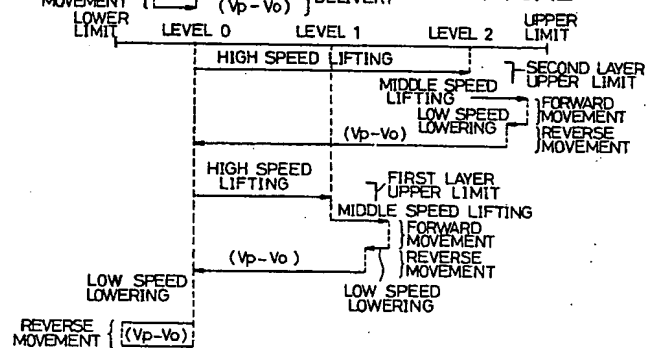 MOVEMENT {
(Vp-Vo) } DELIVERY
LOWER
LIMIT
LEVEL 0
LEVEL 1
LEVEL 2
UPPER
LIMIT
HIGH SPEED LIFTING
SECOND LAYER
UPPER LIMIT
MIDDLE SPEED
LIFTING
LOW SPEED
LOWERING
FORWARD
MOVEMENT
REVERSE
MOVEMENT
(Vp-Vo)
HIGH SPEED
LIFTING
FIRST LAYER
UPPER LIMIT
MIDDLE SPEED LIFTING
FORWARD
MOVEMENT
REVERSE
MOVEMENT
(Vp-Vo)
LOW SPEED
LOWERING
LOW SPEED
LOWERING
REVERSE
MOVEMENT { (Vp-Vo)